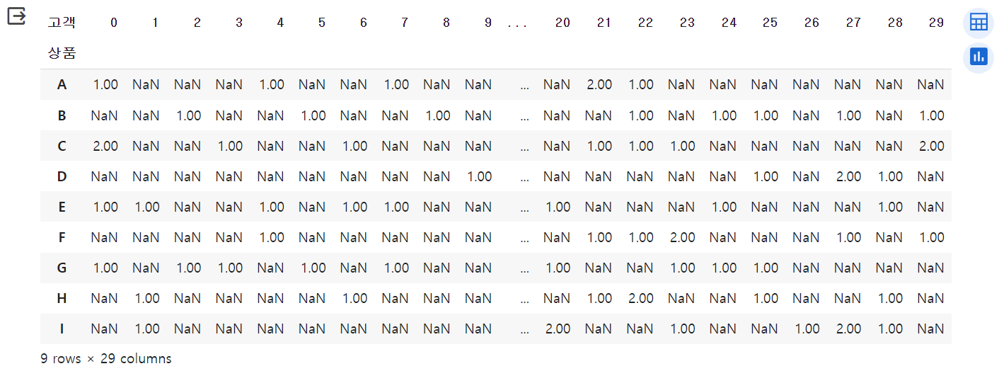 고객 0 1 2 3 4 5 6 7 8 9 ... 20 21 22 23 24 25 26 27 28 29
상품
A 1.00 NaN NaN NaN 1.00 NaN NaN 1.00 NaN NaN ... NaN 2.00 1.00 NaN NaN NaN NaN NaN NaN NaN
B NaN NaN 1.00 NaN NaN 1.00 NaN NaN 1.00 NaN ... NaN NaN 1.00 NaN 1.00 1.00 NaN 1.00 NaN 1.00
C 2.00 NaN NaN 1.00 NaN NaN 1.00 NaN NaN NaN ... NaN 1.00 1.00 1.00 NaN NaN NaN NaN NaN 2.00
D NaN NaN NaN NaN NaN NaN NaN NaN NaN 1.00 ... NaN NaN NaN NaN NaN 1.00 NaN 2.00 1.00 NaN
E 1.00 1.00 NaN NaN 1.00 NaN 1.00 1.00 NaN NaN ... 1.00 NaN NaN NaN 1.00 NaN NaN NaN 1.00 NaN
F NaN NaN NaN NaN 1.00 NaN NaN NaN NaN NaN ... NaN 1.00 1.00 2.00 NaN NaN NaN 1.00 NaN 1.00
G 1.00 NaN 1.00 1.00 NaN 1.00 NaN 1.00 NaN NaN ... 1.00 NaN NaN 1.00 1.00 1.00 NaN NaN NaN NaN
H NaN 1.00 NaN NaN NaN NaN 1.00 NaN NaN NaN ... NaN 1.00 2.00 NaN NaN 1.00 NaN NaN 1.00 NaN
I NaN 1.00 NaN NaN NaN NaN NaN NaN NaN NaN ... 2.00 NaN NaN 1.00 NaN NaN 1.00 2.00 1.00 NaN
9 rows × 29 columns